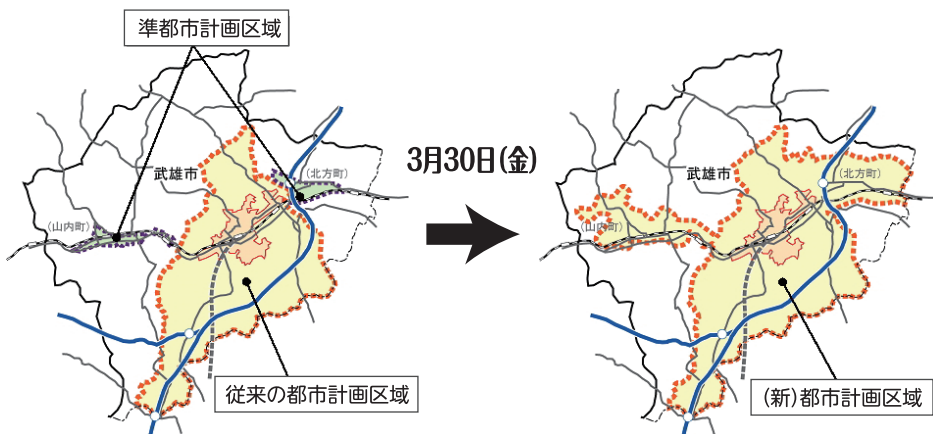 準都市計画区域
武雄市
(北方町)
(山内町)
従来の都市計画区域
3月30日(金)
武雄市
(北方町)
(山内町)
(新)都市計画区域